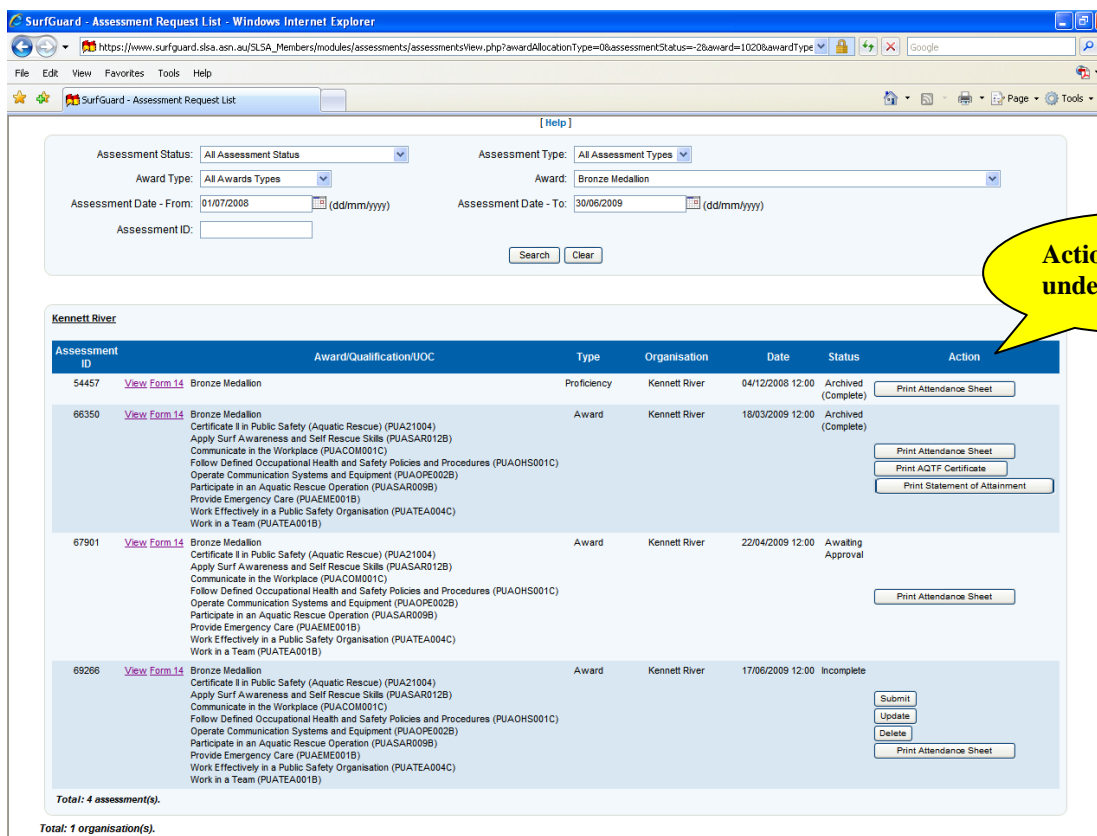 SurfGuard - Assessment Request List - Windows Internet Explorer
https://www.surfguard.slsa.asn.au/SLSA_Members/modules/assessments/assessmentsView.php?awardAllocationType=0&assessmentStatus=-2&award=1020&awardType
Google
File Edit View Favorites Tools Help
SurfGuard - Assessment Request List
Page Tools
[ Help ]
Assessment Status: All Assessment Status Assessment Type: All Assessment Types
Award Type: All Awards Types Award: Bronze Medallion
Assessment Date - From: 01/07/2008 (dd/mm/yyyy) Assessment Date - To: 30/06/2009 (dd/mm/yyyy)
Assessment ID:
Search Clear
Actio
unde
Kennett River
Assessment ID Award/Qualification/UOC Type Organisation Date Status Action
54457 View Form 14 Bronze Medallion Proficiency Kennett River 04/12/2008 12:00 Archived (Complete) Print Attendance Sheet
66350 View Form 14 Bronze Medallion Award Kennett River 18/03/2009 12:00 Archived (Complete)
Certificate II in Public Safety (Aquatic Rescue) (PUA21004)
Apply Surf Awareness and Self Rescue Skills (PUASAR012B)
Communicate in the Workplace (PUACOM001C)
Follow Defined Occupational Health and Safety Policies and Procedures (PUAOHS001C)
Operate Communication Systems and Equipment (PUAOPE002B)
Participate in an Aquatic Rescue Operation (PUASAR009B)
Provide Emergency Care (PUAEME001B)
Work Effectively in a Public Safety Organisation (PUATEA004C)
Work in a Team (PUATEA001B)
Print Attendance Sheet
Print AQTF Certificate
Print Statement of Attainment
67901 View Form 14 Bronze Medallion Award Kennett River 22/04/2009 12:00 Awaiting Approval
Certificate II in Public Safety (Aquatic Rescue) (PUA21004)
Apply Surf Awareness and Self Rescue Skills (PUASAR012B)
Communicate in the Workplace (PUACOM001C)
Follow Defined Occupational Health and Safety Policies and Procedures (PUAOHS001C)
Operate Communication Systems and Equipment (PUAOPE002B)
Participate in an Aquatic Rescue Operation (PUASAR009B)
Provide Emergency Care (PUAEME001B)
Work Effectively in a Public Safety Organisation (PUATEA004C)
Work in a Team (PUATEA001B)
Print Attendance Sheet
69266 View Form 14 Bronze Medallion Award Kennett River 17/06/2009 12:00 Incomplete
Certificate II in Public Safety (Aquatic Rescue) (PUA21004)
Apply Surf Awareness and Self Rescue Skills (PUASAR012B)
Communicate in the Workplace (PUACOM001C)
Follow Defined Occupational Health and Safety Policies and Procedures (PUAOHS001C)
Operate Communication Systems and Equipment (PUAOPE002B)
Participate in an Aquatic Rescue Operation (PUASAR009B)
Provide Emergency Care (PUAEME001B)
Work Effectively in a Public Safety Organisation (PUATEA004C)
Work in a Team (PUATEA001B)
Submit
Update
Delete
Print Attendance Sheet
Total: 4 assessment(s).
Total: 1 organisation(s).